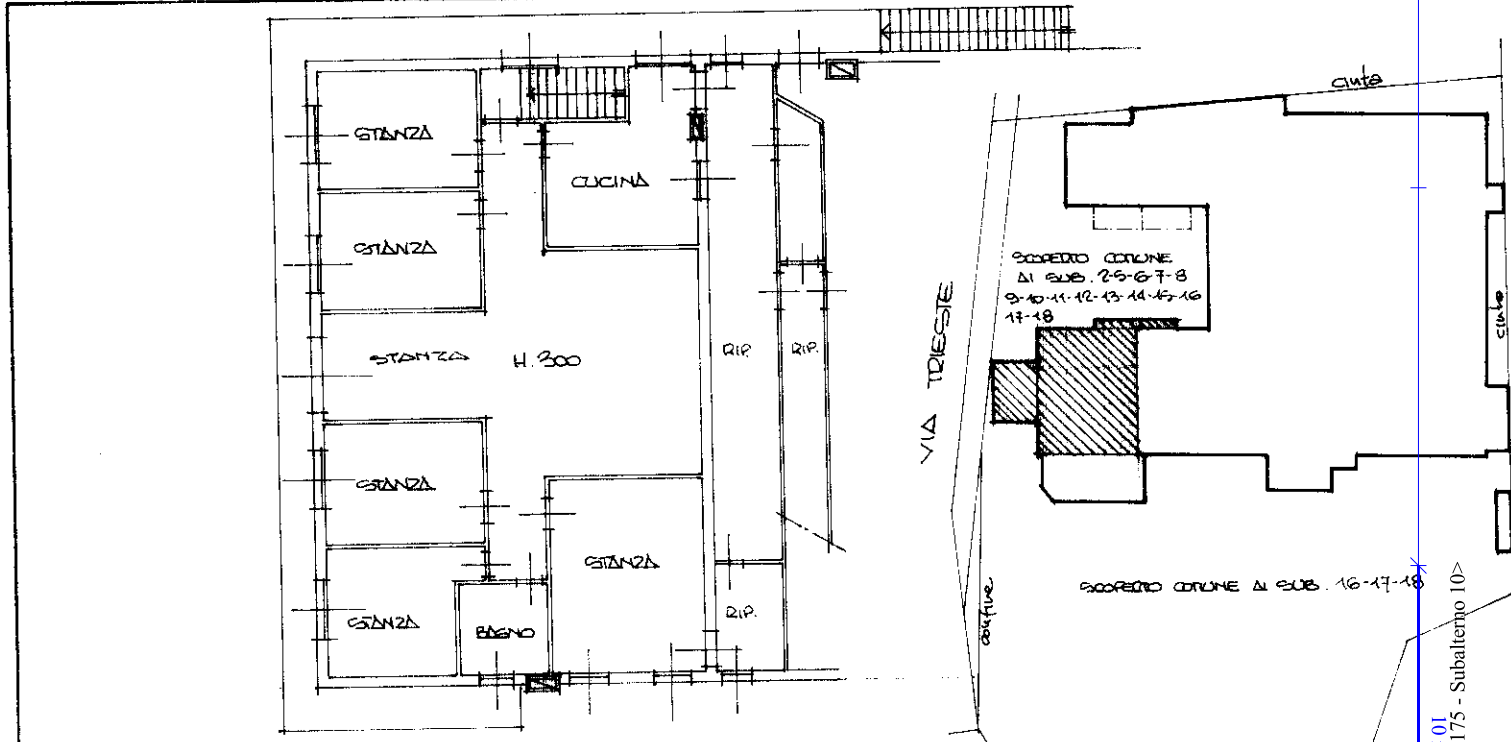 STANZA
STANZA
CUCINA
STANZA
H. 300
RIP.
RIP.
STANZA
STANZA
STANZA
BAGNO
RIP.
VIA TRIESTE
ciuta
SCOPERTO COMUNE
AI SUB. 2-5-6-7-8
9-10-11-12-13-14-15-16
17-18
ciuta
confine
SCOPERTO COMUNE AI SUB. 16-17-18
175 - Subalterno 10>
01